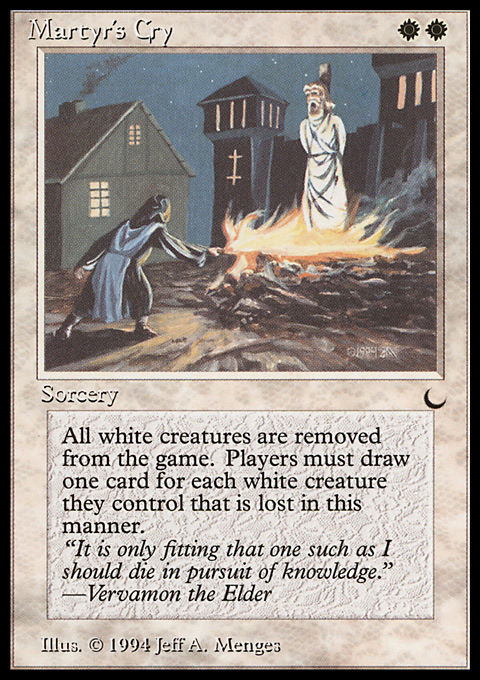 Martyr's Cry
©1994 JAM
Sorcery
All white creatures are removed
from the game. Players must draw
one card for each white creature
they control that is lost in this
manner.
“It is only fitting that one such as I
should die in pursuit of knowledge.”
—Vervamon the Elder
Illus. © 1994 Jeff A. Menges